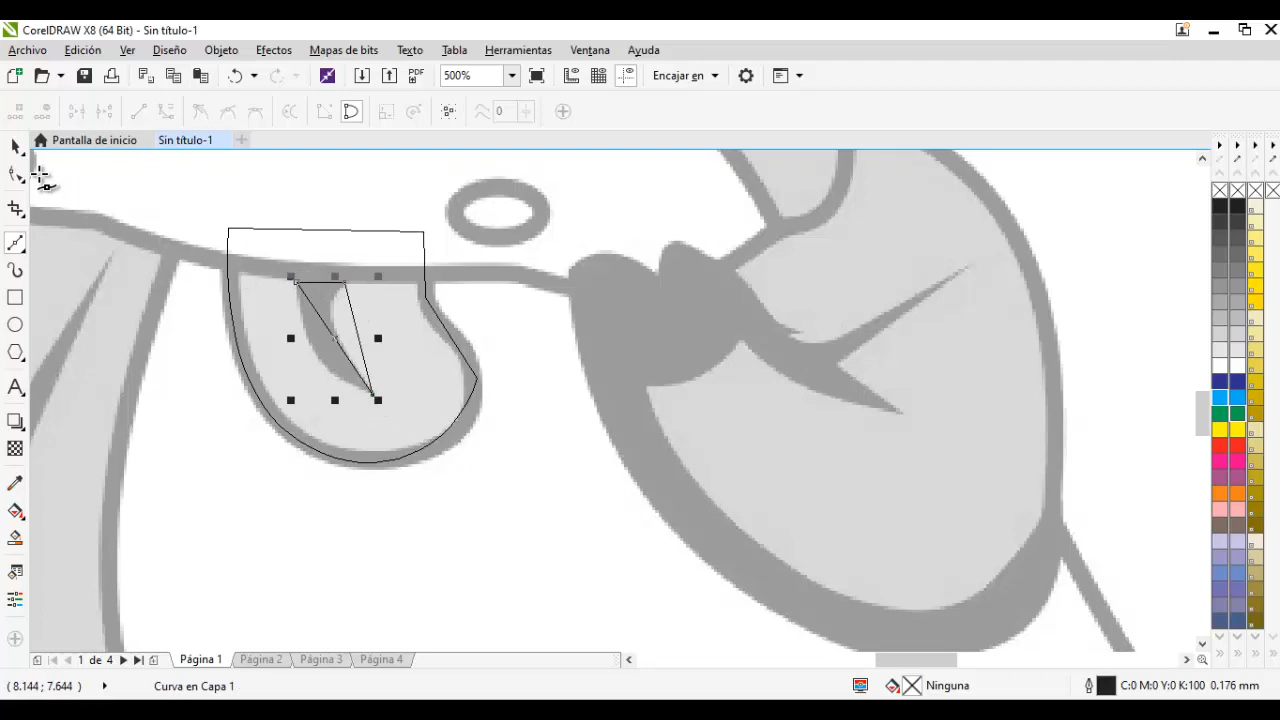 CorelDRAW X8 (64 Bit) - Sin título-1
Archivo Edición Ver Diseño Objeto Efectos Mapas de bits Texto Tabla Herramientas Ventana Ayuda
PDF 500% Encajar en
0
Pantalla de inicio Sin título-1
1 de 4 Página 1 Página 2 Página 3 Página 4
( 8.144 ; 7.644 ) Curva en Capa 1 Ninguna C:0 M:0 Y:0 K:100 0.176 mm